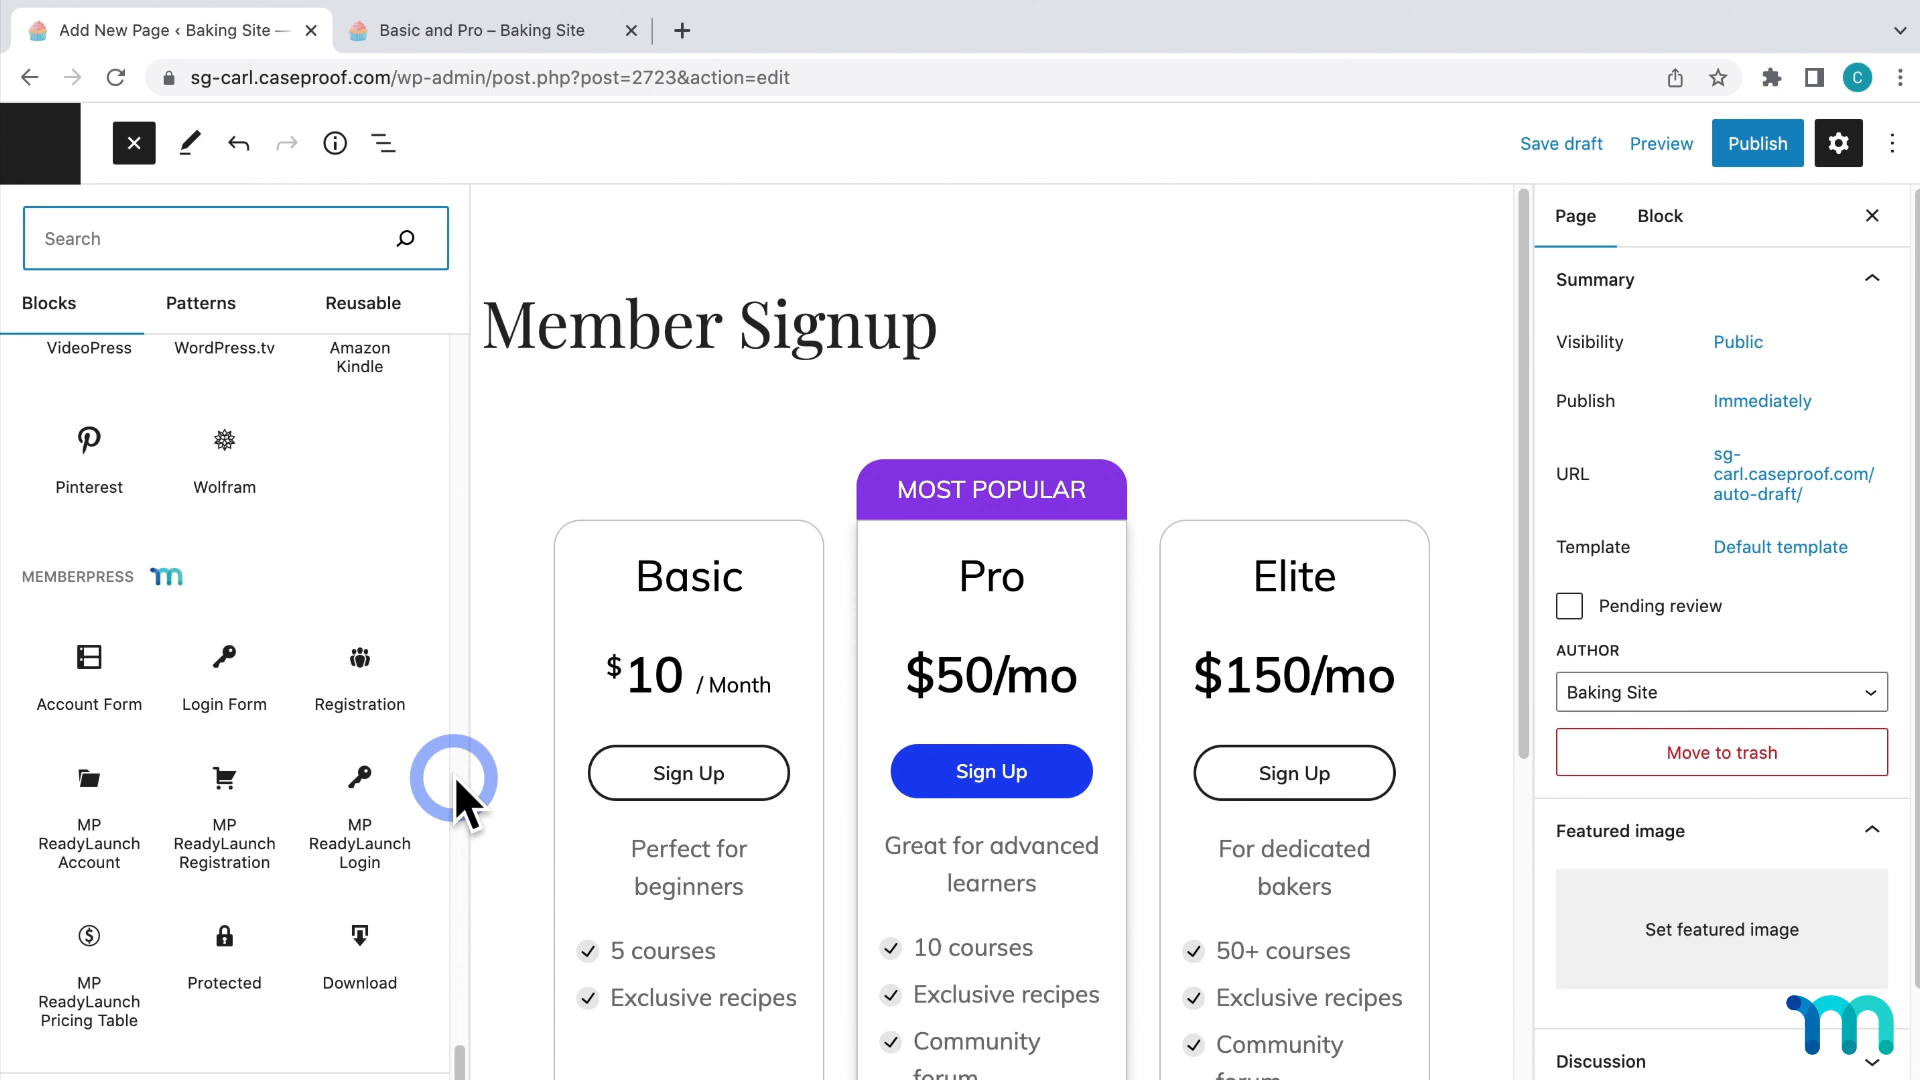 Add New Page ‹ Baking Site —
Basic and Pro – Baking Site
sg-carl.caseproof.com/wp-admin/post.php?post=2723&action=edit
C
Save draft
Preview
Publish
Search
Blocks
Patterns
Reusable
VideoPress
WordPress.tv
Amazon
Kindle
Pinterest
Wolfram
MEMBERPRESS
Account Form
Login Form
Registration
MP
ReadyLaunch
Account
MP
ReadyLaunch
Registration
MP
ReadyLaunch
Login
MP
ReadyLaunch
Pricing Table
Protected
Download
Member Signup
Basic
$10 / Month
Sign Up
Perfect for
beginners
5 courses
Exclusive recipes
MOST POPULAR
Pro
$50/mo
Sign Up
Great for advanced
learners
10 courses
Exclusive recipes
Community
forum
Elite
$150/mo
Sign Up
For dedicated
bakers
50+ courses
Exclusive recipes
Community
forum
Page
Block
Summary
Visibility
Public
Publish
Immediately
URL
sg-
carl.caseproof.com/
auto-draft/
Template
Default template
Pending review
AUTHOR
Baking Site
Move to trash
Featured image
Set featured image
m
Discussion